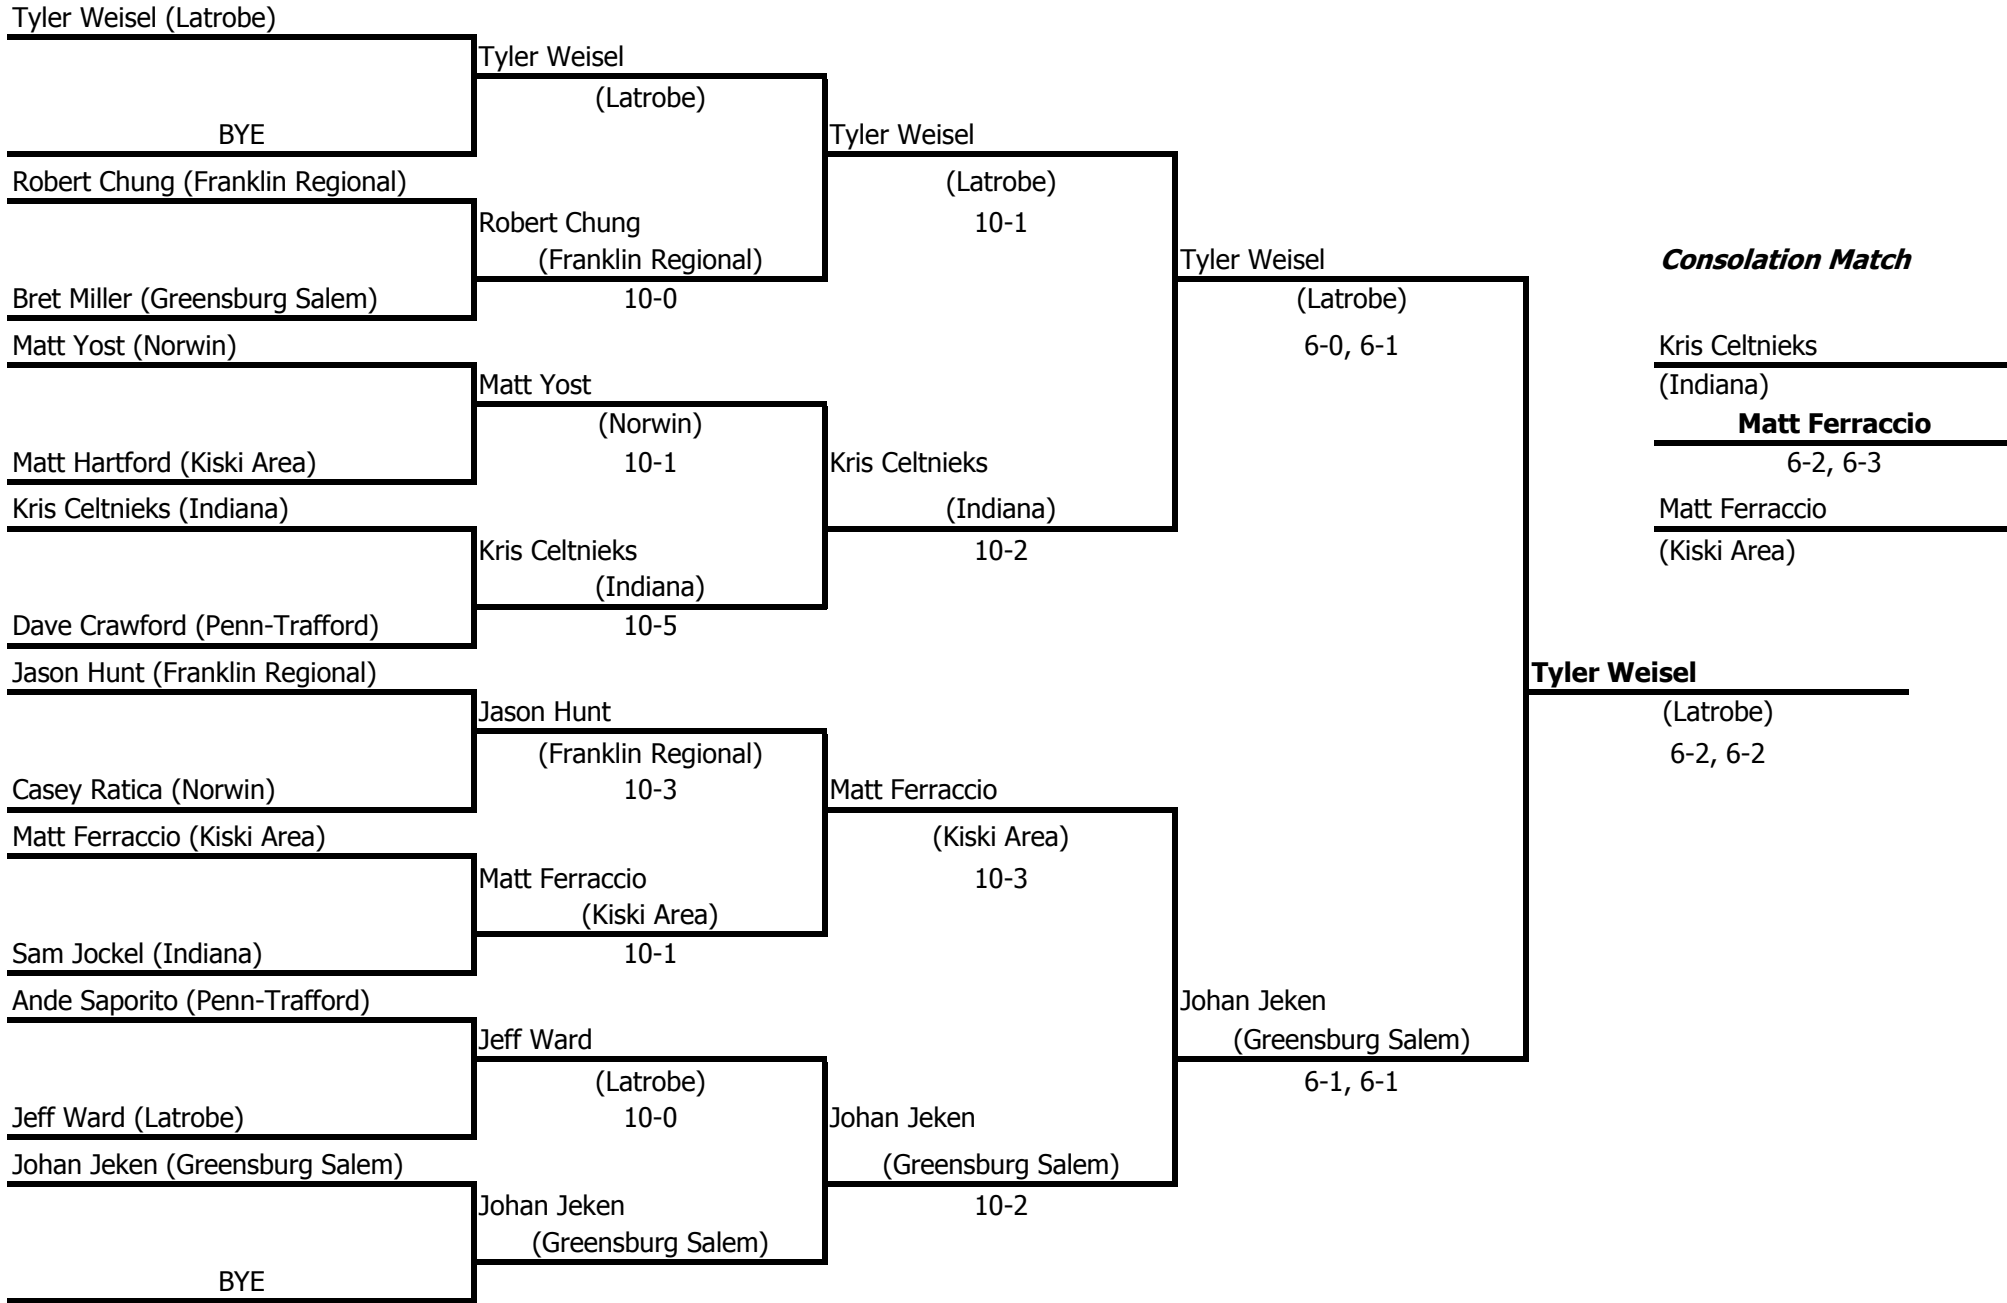 Tyler Weisel (Latrobe)
BYE
Robert Chung (Franklin Regional)
Bret Miller (Greensburg Salem)
Matt Yost (Norwin)
Matt Hartford (Kiski Area)
Kris Celtnieks (Indiana)
Dave Crawford (Penn-Trafford)
Jason Hunt (Franklin Regional)
Casey Ratica (Norwin)
Matt Ferraccio (Kiski Area)
Sam Jockel (Indiana)
Ande Saporito (Penn-Trafford)
Jeff Ward (Latrobe)
Johan Jeken (Greensburg Salem)
BYE
Tyler Weisel
(Latrobe)
Robert Chung
(Franklin Regional)
10-0
Matt Yost
(Norwin)
10-1
Kris Celtnieks
(Indiana)
10-5
Jason Hunt
(Franklin Regional)
10-3
Matt Ferraccio
(Kiski Area)
10-1
Jeff Ward
(Latrobe)
10-0
Johan Jeken
(Greensburg Salem)
Tyler Weisel
(Latrobe)
10-1
Kris Celtnieks
(Indiana)
10-2
Matt Ferraccio
(Kiski Area)
10-3
Johan Jeken
(Greensburg Salem)
10-2
Tyler Weisel
(Latrobe)
6-0, 6-1
Johan Jeken
(Greensburg Salem)
6-1, 6-1
Tyler Weisel
(Latrobe)
6-2, 6-2
Consolation Match
Kris Celtnieks
(Indiana)
Matt Ferraccio
6-2, 6-3
Matt Ferraccio
(Kiski Area)